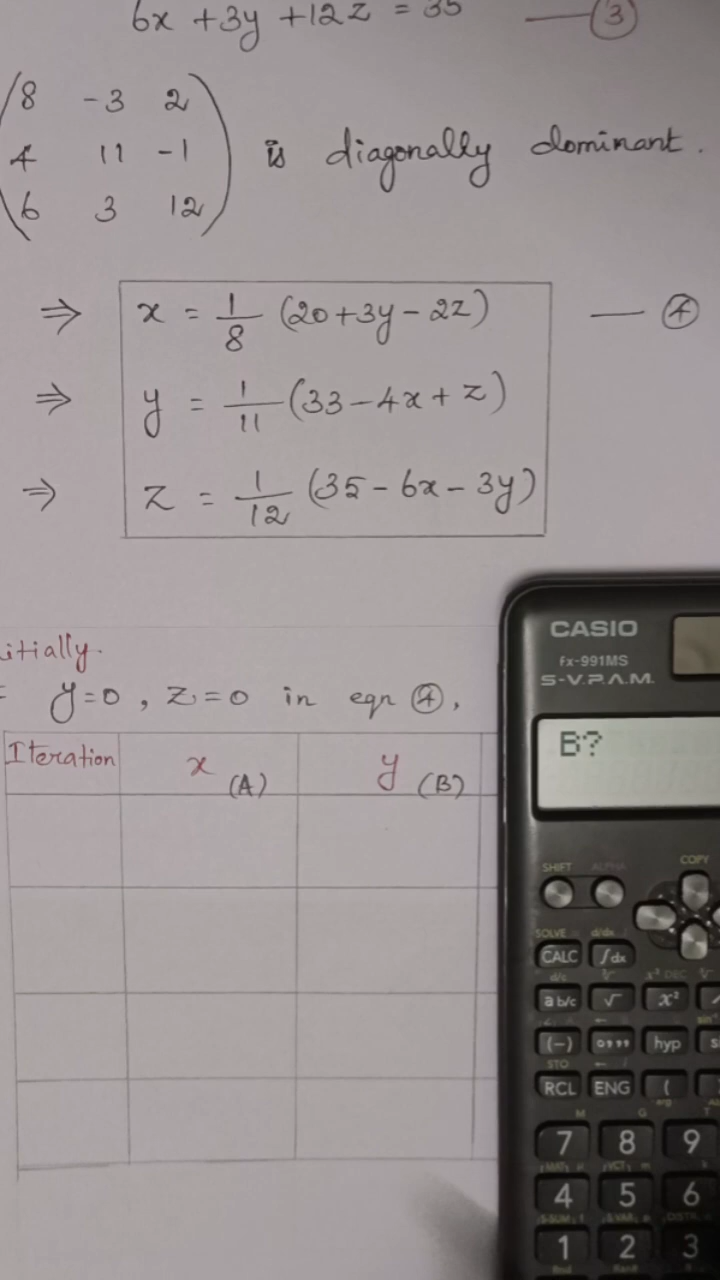 6x + 3y + 12z = 35 — ③
8 -3 2
4 11 -1
6 3 12
is diagonally dominant.
⇒ x = 1/8 (20 + 3y - 2z) — ④
⇒ y = 1/11 (33 - 4x + z)
⇒ z = 1/12 (35 - 6x - 3y)
itially.
= y=0, z=0 in eqn ④,
Iteration x (A) y (B)
CASIO
fx-991MS
S-V.P.A.M.
B?
SHIFT ALPHA COPY
SOLVE = d/dx
CALC ∫dx
d/c ³√ x³ DEC
a b/c √ x²
(-) hyp
STO
RCL ENG (
M
7 8 9
4 5 6
1 2 3